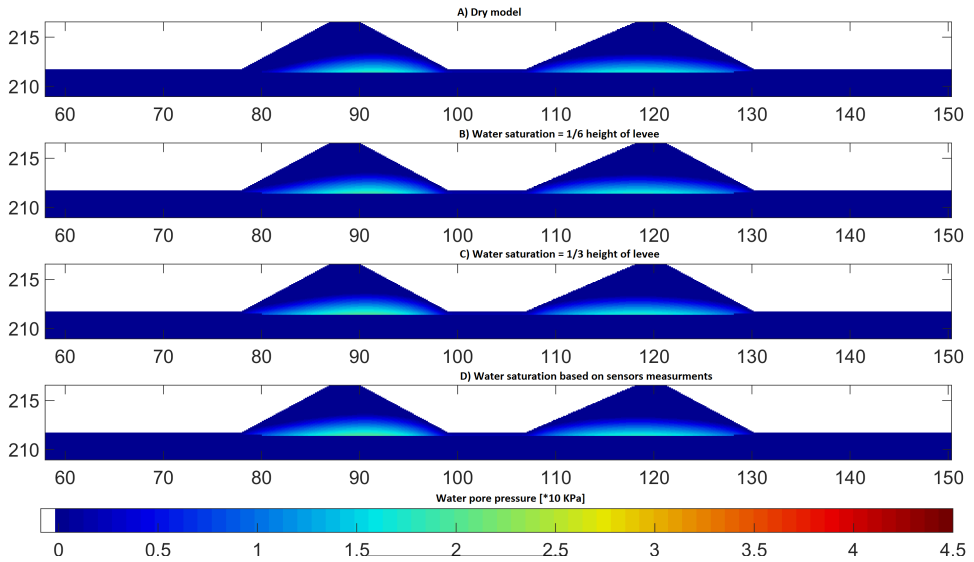 A) Dry model
215
210
60 70 80 90 100 110 120 130 140 150
B) Water saturation = 1/6 height of levee
215
210
60 70 80 90 100 110 120 130 140 150
C) Water saturation = 1/3 height of levee
215
210
60 70 80 90 100 110 120 130 140 150
D) Water saturation based on sensors measurments
215
210
60 70 80 90 100 110 120 130 140 150
Water pore pressure [*10 KPa]
0 0.5 1 1.5 2 2.5 3 3.5 4 4.5